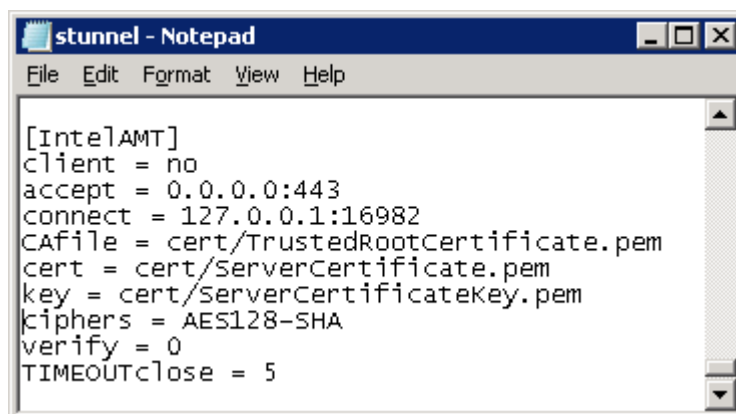 stunnel - Notepad
File Edit Format View Help
[IntelAMT]
client = no
accept = 0.0.0.0:443
connect = 127.0.0.1:16982
CAfile = cert/TrustedRootCertificate.pem
cert = cert/ServerCertificate.pem
key = cert/ServerCertificateKey.pem
ciphers = AES128-SHA
verify = 0
TIMEOUTclose = 5